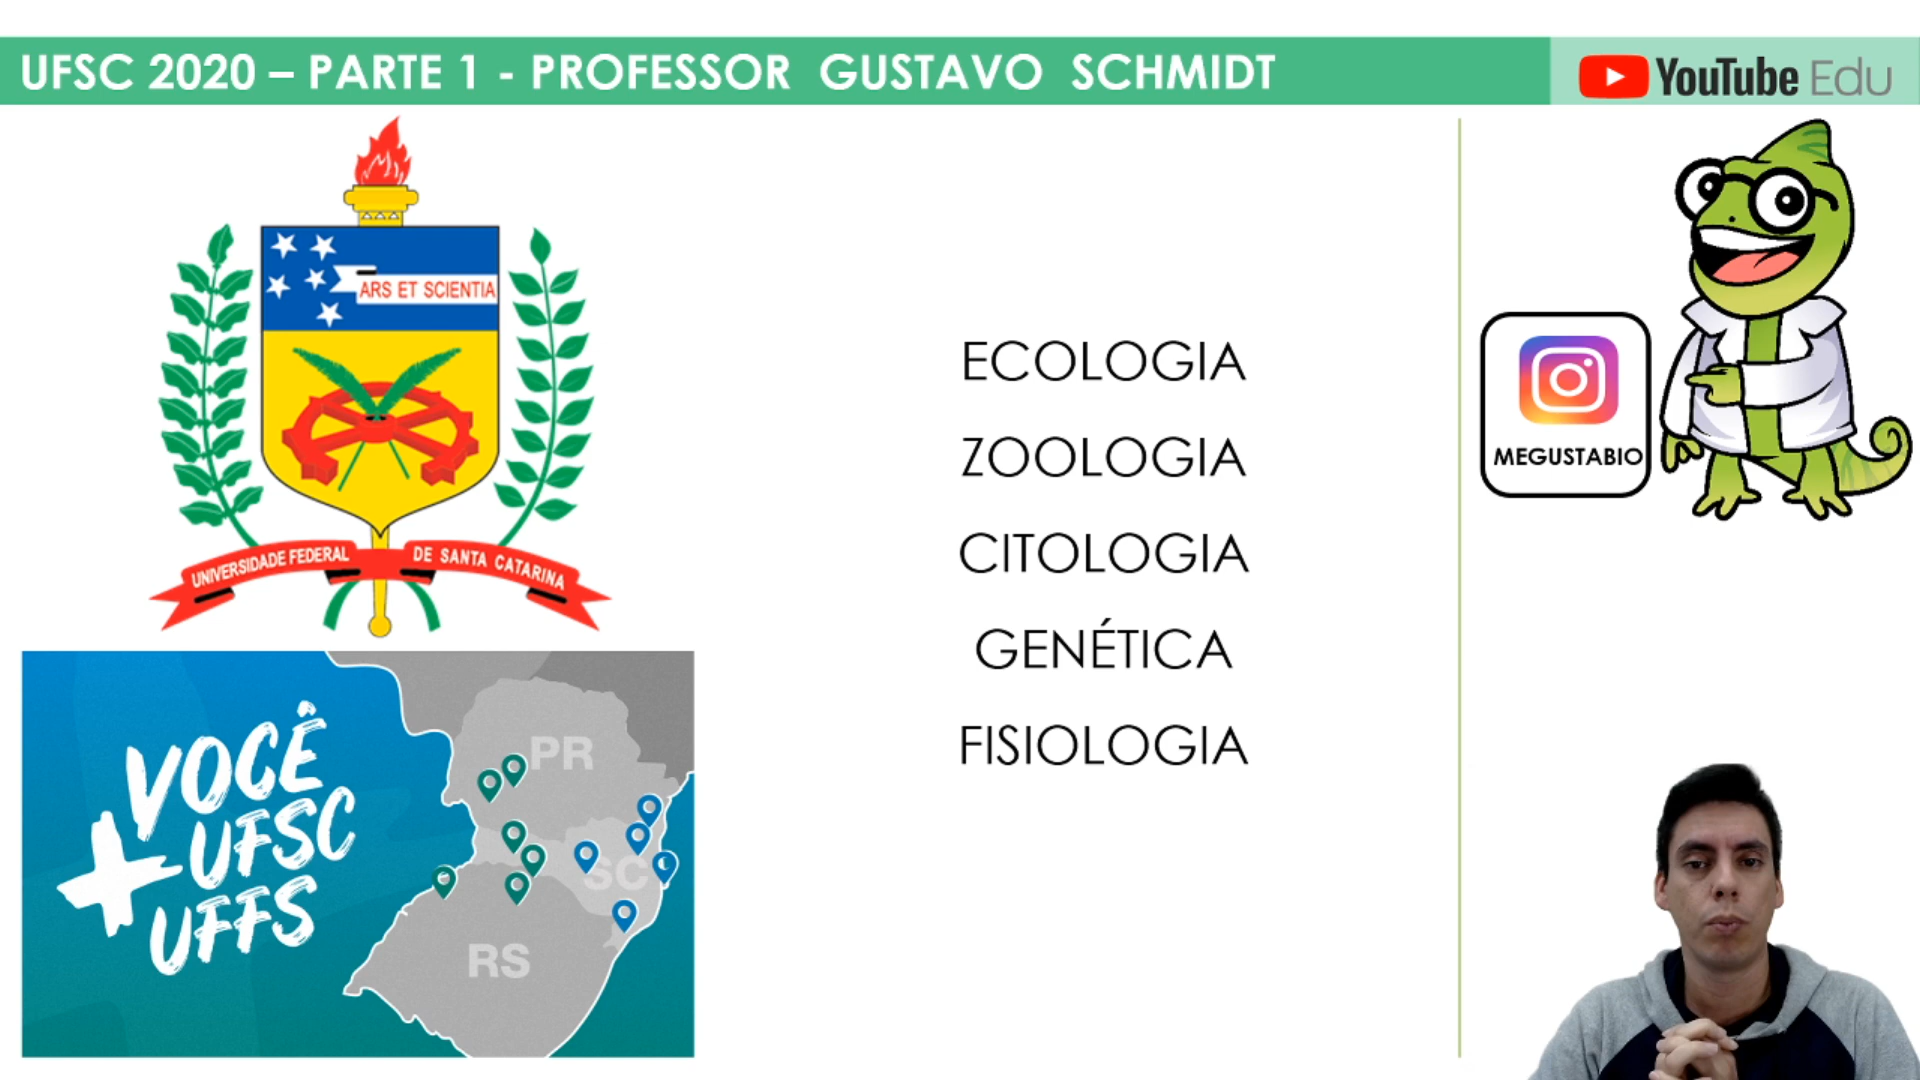 UFSC 2020 – PARTE 1 - PROFESSOR GUSTAVO SCHMIDT
YouTube Edu
ARS ET SCIENTIA
UNIVERSIDADE FEDERAL DE SANTA CATARINA
ECOLOGIA
ZOOLOGIA
CITOLOGIA
GENÉTICA
FISIOLOGIA
MEGUSTABIO
VOCÊ
+ UFSC
UFFS
PR
SC
RS